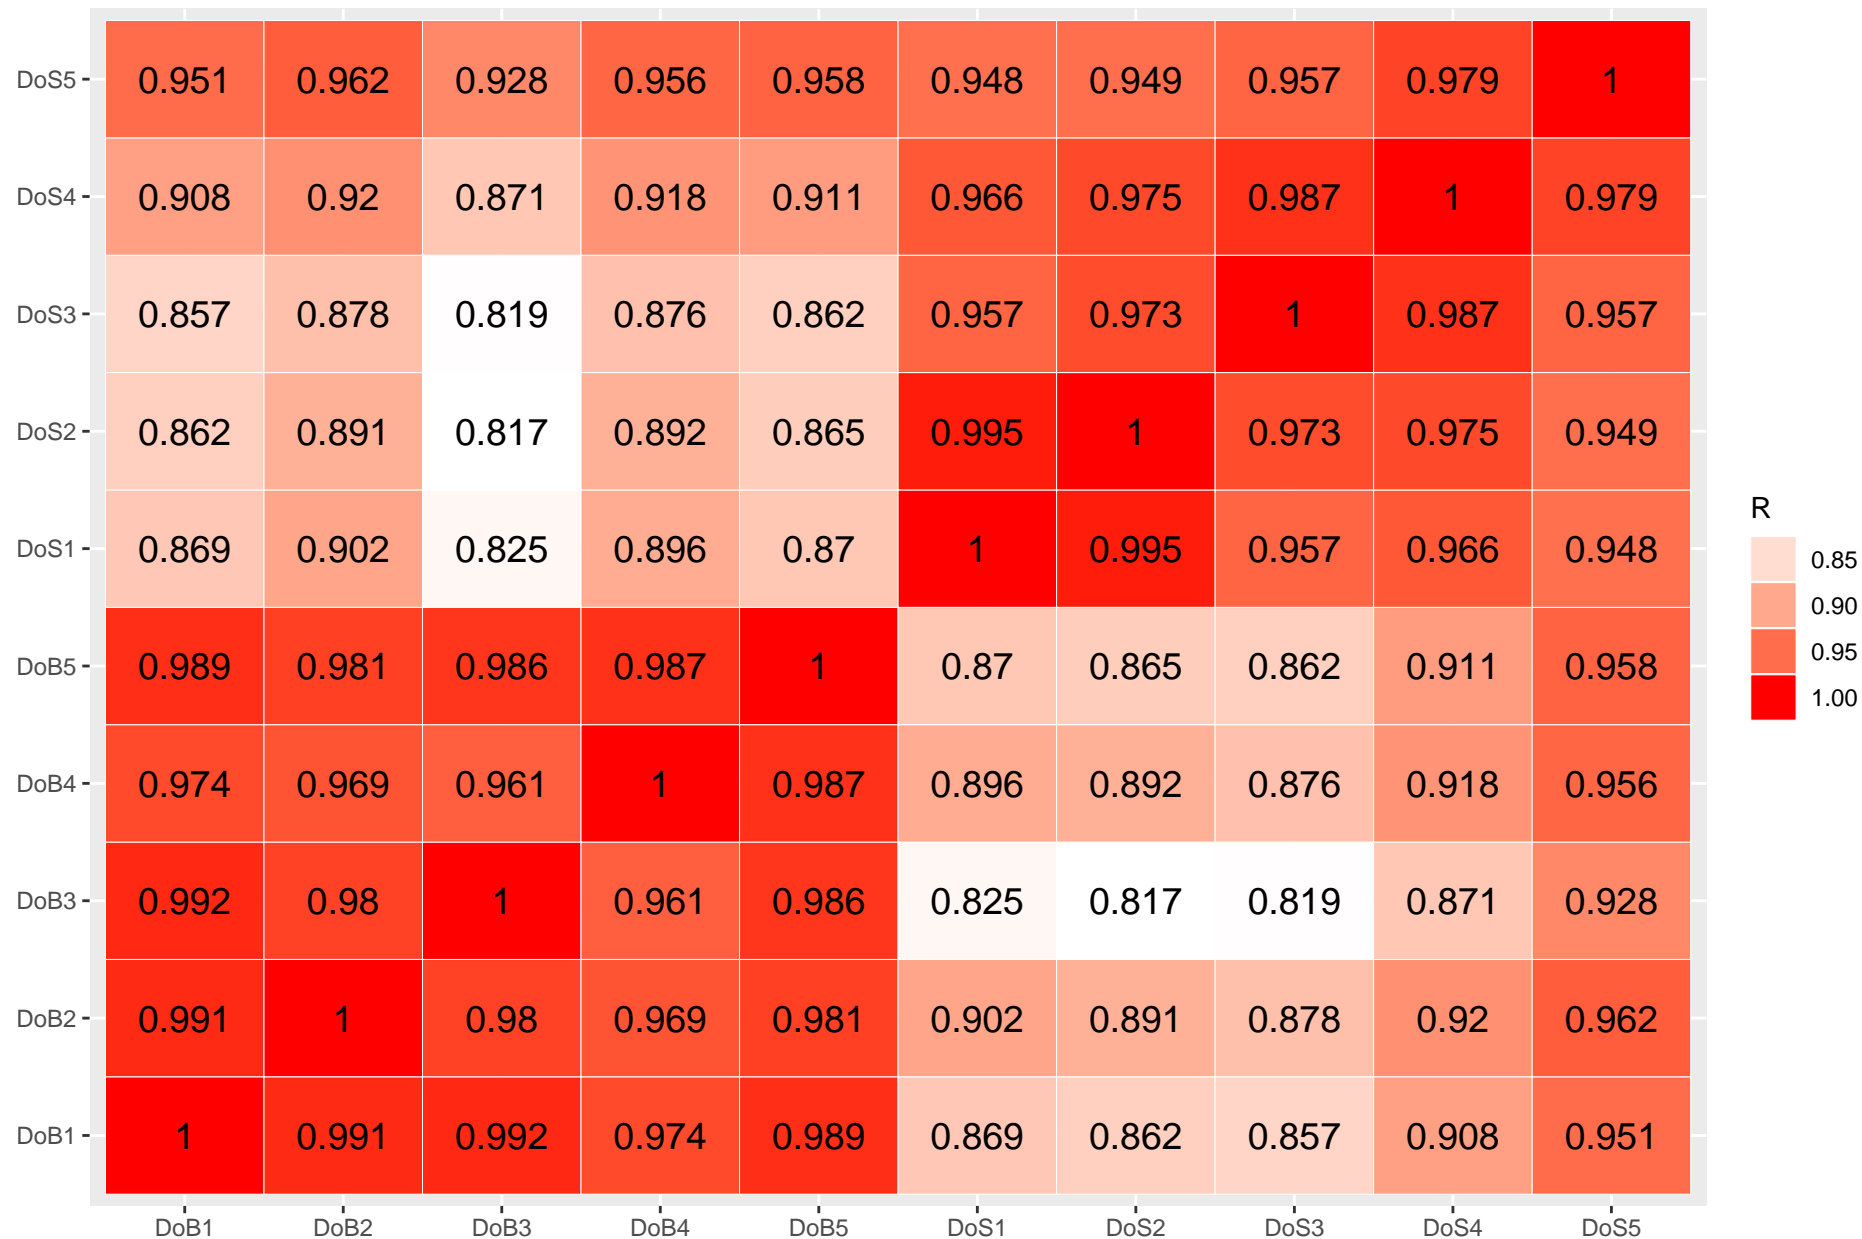 DoS5 0.951 0.962 0.928 0.956 0.958 0.948 0.949 0.957 0.979 1
DoS4 0.908 0.92 0.871 0.918 0.911 0.966 0.975 0.987 1 0.979
DoS3 0.857 0.878 0.819 0.876 0.862 0.957 0.973 1 0.987 0.957
DoS2 0.862 0.891 0.817 0.892 0.865 0.995 1 0.973 0.975 0.949
DoS1 0.869 0.902 0.825 0.896 0.87 1 0.995 0.957 0.966 0.948
DoB5 0.989 0.981 0.986 0.987 1 0.87 0.865 0.862 0.911 0.958
DoB4 0.974 0.969 0.961 1 0.987 0.896 0.892 0.876 0.918 0.956
DoB3 0.992 0.98 1 0.961 0.986 0.825 0.817 0.819 0.871 0.928
DoB2 0.991 1 0.98 0.969 0.981 0.902 0.891 0.878 0.92 0.962
DoB1 1 0.991 0.992 0.974 0.989 0.869 0.862 0.857 0.908 0.951
DoB1 DoB2 DoB3 DoB4 DoB5 DoS1 DoS2 DoS3 DoS4 DoS5
R
0.85
0.90
0.95
1.00